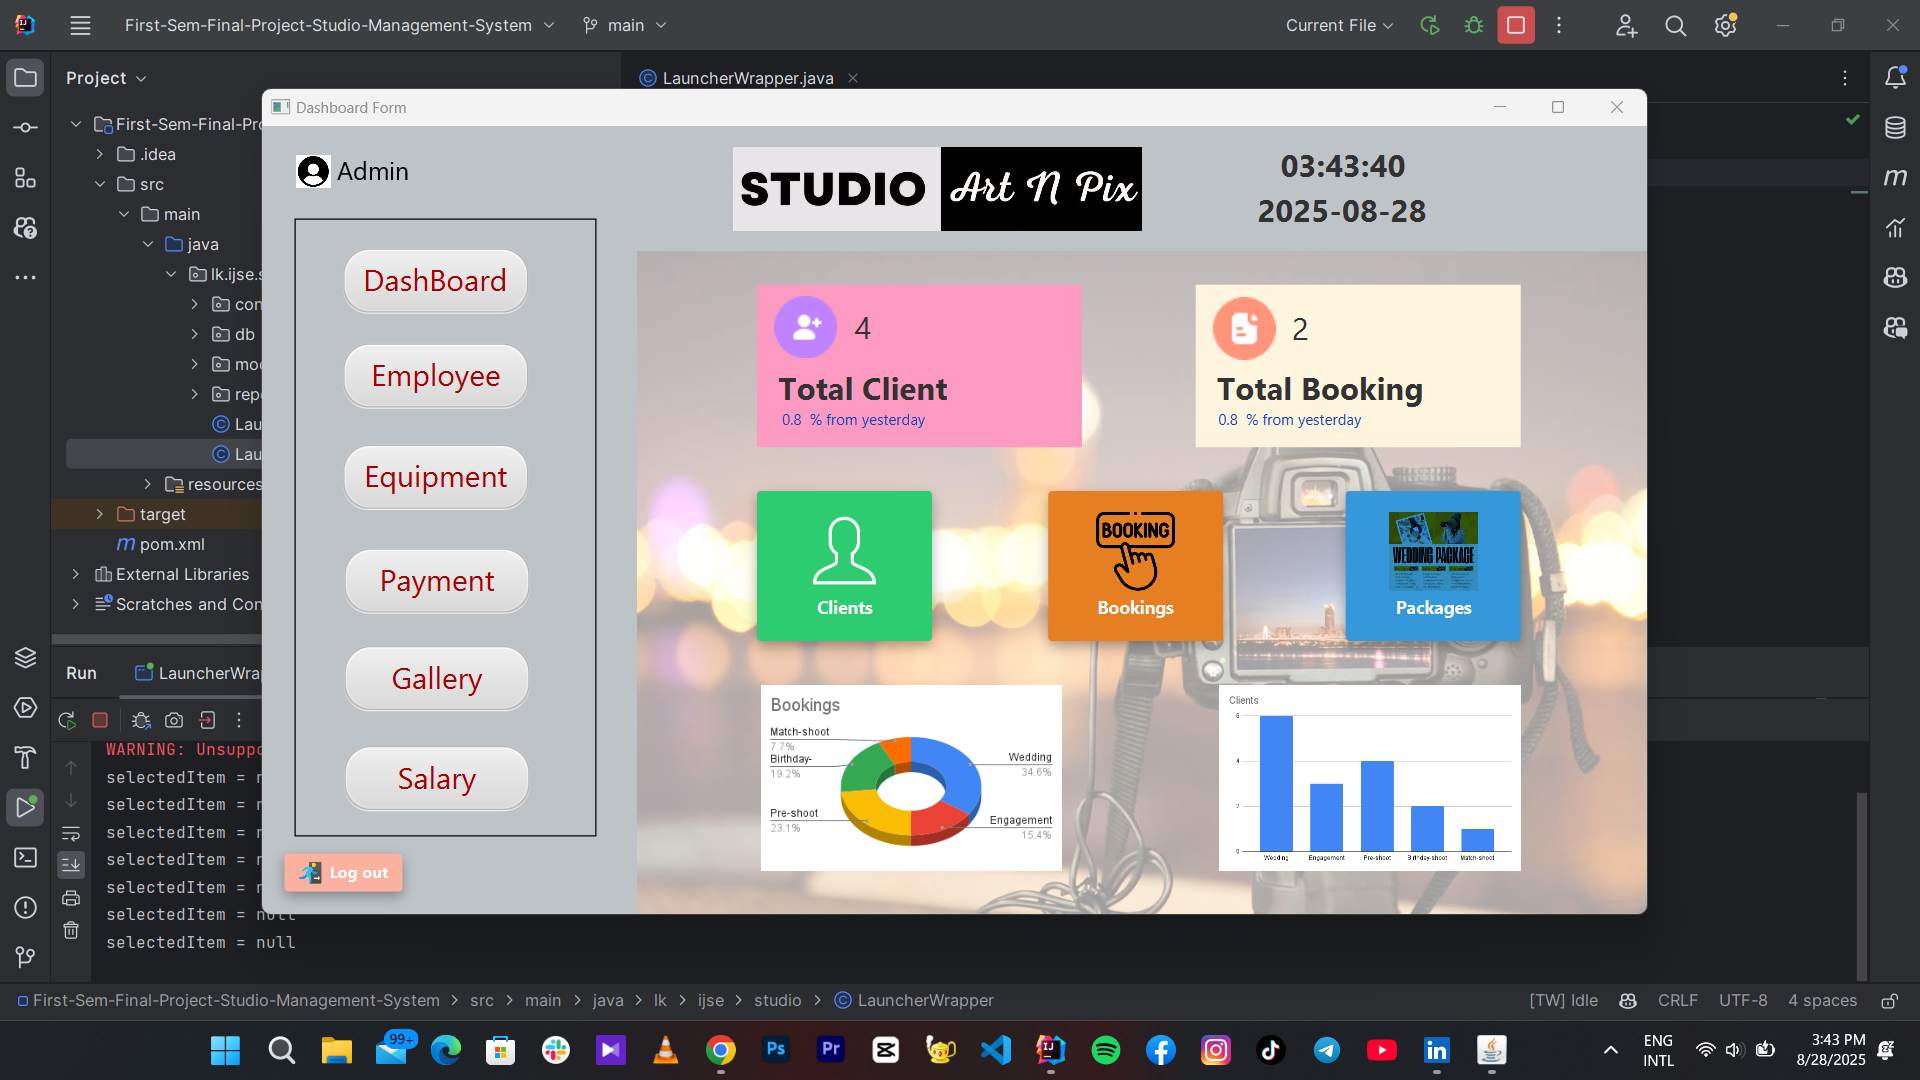 First-Sem-Final-Project-Studio-Management-System
main
Current File
Project
LauncherWrapper.java
First-Sem-Final-Pro
.idea
src
main
java
lk.ijse.s
con
db
mod
repo
Lau
Lau
resources
target
pom.xml
External Libraries
Scratches and Con
Dashboard Form
Admin
STUDIO Art N Pix
03:43:40
2025-08-28
DashBoard
Employee
Equipment
Payment
Gallery
Salary
Log out
4
Total Client
0.8 % from yesterday
2
Total Booking
0.8 % from yesterday
Clients
BOOKING
Bookings
WEDDING PACKAGE
Packages
Bookings
Match-shoot
7.7%
Birthday-
19.2%
Pre-shoot
23.1%
Wedding
34.6%
Engagement
15.4%
Clients
6
4
2
0
Wedding Engagement Pre-shoot Birthday-shoot Match-shoot
Run
LauncherWrap
WARNING: Unsuppo
selectedItem = n
selectedItem = n
selectedItem = n
selectedItem = n
selectedItem = n
selectedItem = null
selectedItem = null
First-Sem-Final-Project-Studio-Management-System > src > main > java > lk > ijse > studio > LauncherWrapper
[TW] Idle
CRLF
UTF-8
4 spaces
99+
Ps
Pr
in
ENG
INTL
3:43 PM
8/28/2025